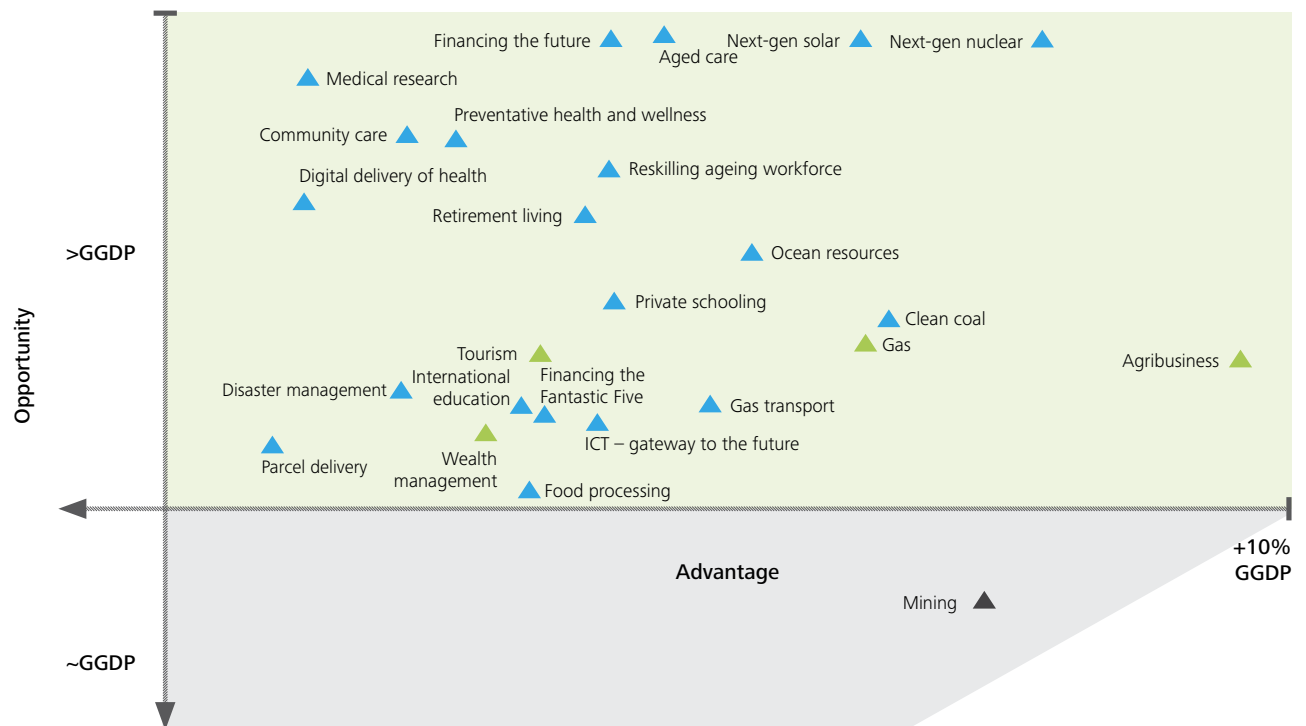 Financing the future
Aged care
Next-gen solar
Next-gen nuclear
Medical research
Preventative health and wellness
Community care
Reskilling ageing workforce
Digital delivery of health
Retirement living
>GGDP
Ocean resources
Opportunity
Private schooling
Clean coal
Gas
Tourism
Agribusiness
International
education
Financing the
Fantastic Five
Disaster management
Gas transport
ICT – gateway to the future
Wealth
management
Parcel delivery
Food processing
+10%
GGDP
Advantage
Mining
~GGDP